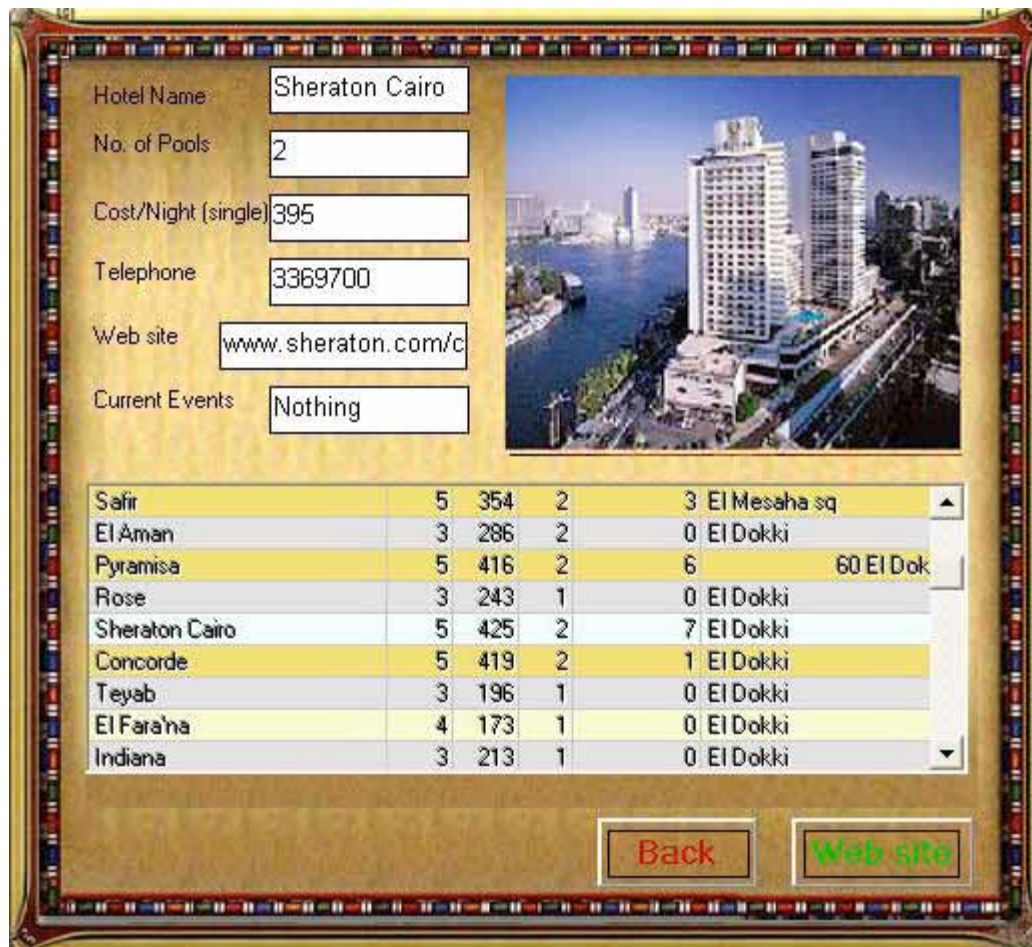 Hotel Name Sheraton Cairo
No. of Pools 2
Cost/Night (single) 395
Telephone 3369700
Web site www.sheraton.com/c
Current Events Nothing
Safir 5 354 2 3 El Mesaha sq
El Aman 3 286 2 0 El Dokki
Pyramisa 5 416 2 6 60 El Dok
Rose 3 243 1 0 El Dokki
Sheraton Cairo 5 425 2 7 El Dokki
Concorde 5 419 2 1 El Dokki
Teyab 3 196 1 0 El Dokki
El Fara'na 4 173 1 0 El Dokki
Indiana 3 213 1 0 El Dokki
Back Web site